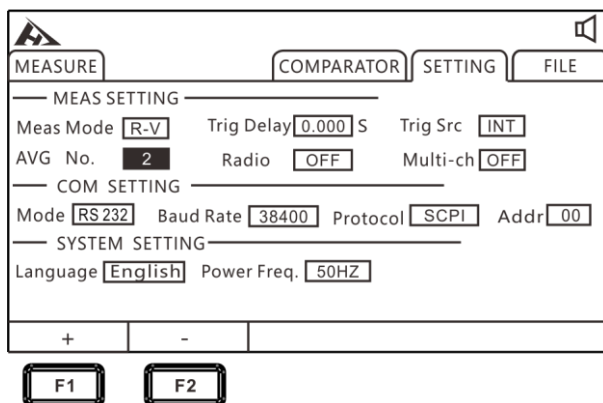 MEASURE COMPARATOR SETTING FILE
MEAS SETTING
Meas Mode R-V Trig Delay 0.000 S Trig Src INT
AVG No. 2 Radio OFF Multi-ch OFF
COM SETTING
Mode RS232 Baud Rate 38400 Protocol SCPI Addr 00
SYSTEM SETTING
Language English Power Freq. 50HZ
+ -
F1 F2